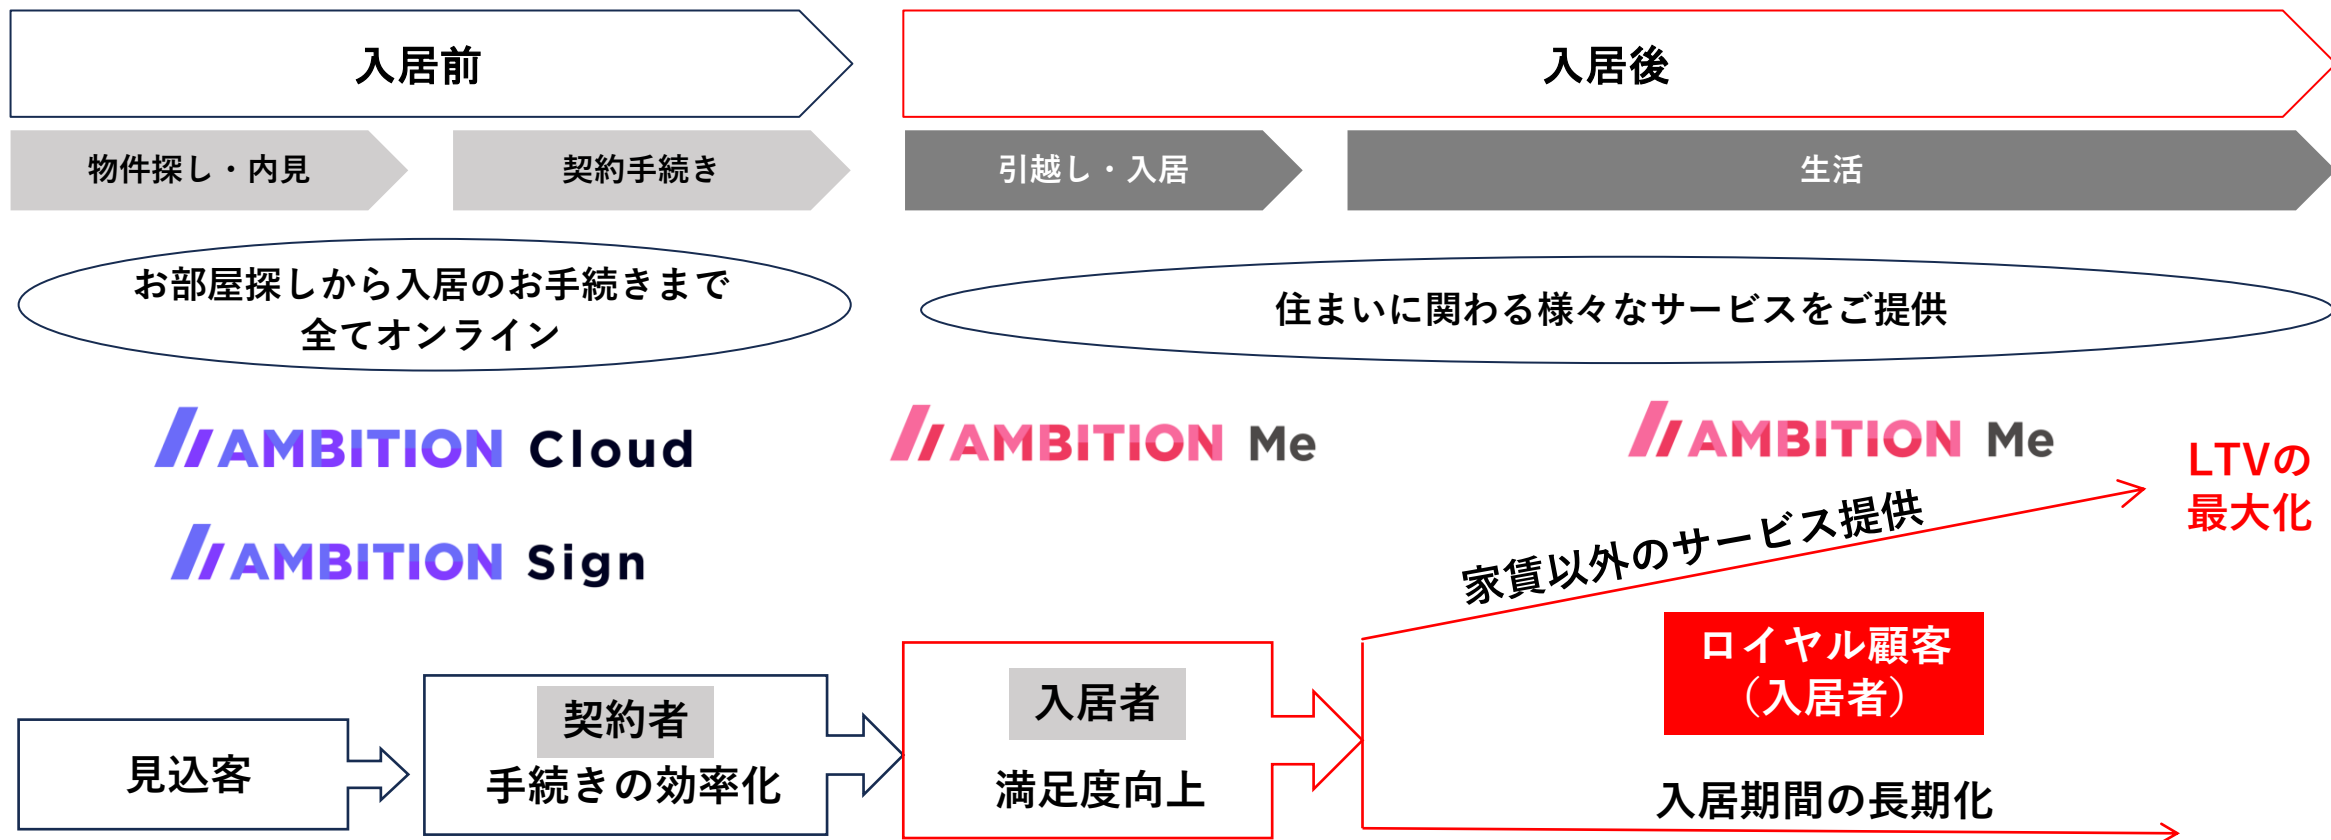 入居前
入居後
物件探し・内見
契約手続き
引越し・入居
生活
お部屋探しから入居のお手続きまで
全てオンライン
住まいに関わる様々なサービスをご提供
AMBITION Cloud
AMBITION Me
AMBITION Me
LTVの
最大化
AMBITION Sign
家賃以外のサービス提供
ロイヤル顧客
（入居者）
見込客
契約者
手続きの効率化
入居者
満足度向上
入居期間の長期化